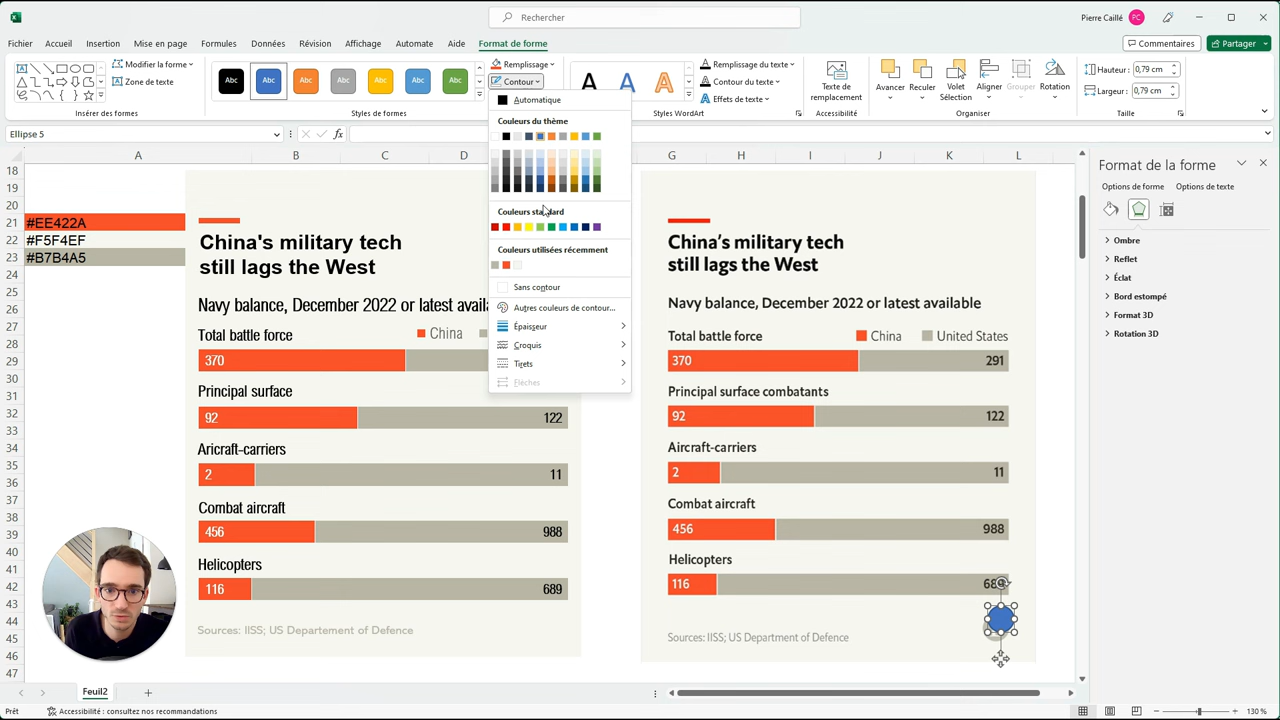 Rechercher
Pierre Caillé
PC
Fichier
Accueil
Insertion
Mise en page
Formules
Données
Révision
Affichage
Automate
Aide
Format de forme
Commentaires
Partager
Modifier la forme
Zone de texte
Insérer des formes
Abc
Abc
Abc
Abc
Abc
Abc
Abc
Styles de formes
Remplissage
Contour
A
A
A
Styles WordArt
Remplissage du texte
Contour du texte
Effets de texte
Texte de
remplacement
Avancer
Reculer
Volet
Sélection
Aligner
Grouper
Rotation
Organiser
Hauteur :
0,79 cm
Largeur :
0,79 cm
Taille
Ellipse 5
fx
Automatique
Couleurs du thème
Couleurs standard
Couleurs utilisées récemment
Sans contour
Autres couleurs de contour...
Épaisseur
Croquis
Tirets
Flèches
A
B
C
D
G
H
I
J
K
L
18
19
20
21
22
23
24
25
26
27
28
29
30
31
32
33
34
35
36
37
38
39
40
41
42
43
44
45
46
47
#EE422A
#F5F4EF
#B7B4A5
China's military tech
still lags the West
Navy balance, December 2022 or latest availa
Total battle force
China
370
Principal surface
92
122
Aricraft-carriers
2
11
Combat aircraft
456
988
Helicopters
116
689
Sources: IISS; US Departement of Defence
China's military tech
still lags the West
Navy balance, December 2022 or latest available
Total battle force
China
United States
370
291
Principal surface combatants
92
122
Aircraft-carriers
2
11
Combat aircraft
456
988
Helicopters
116
Sources: IISS; US Department of Defence
Format de la forme
Options de forme
Options de texte
Ombre
Reflet
Éclat
Bord estompé
Format 3D
Rotation 3D
Feuil2
Prêt
Accessibilité : consultez nos recommandations
130 %